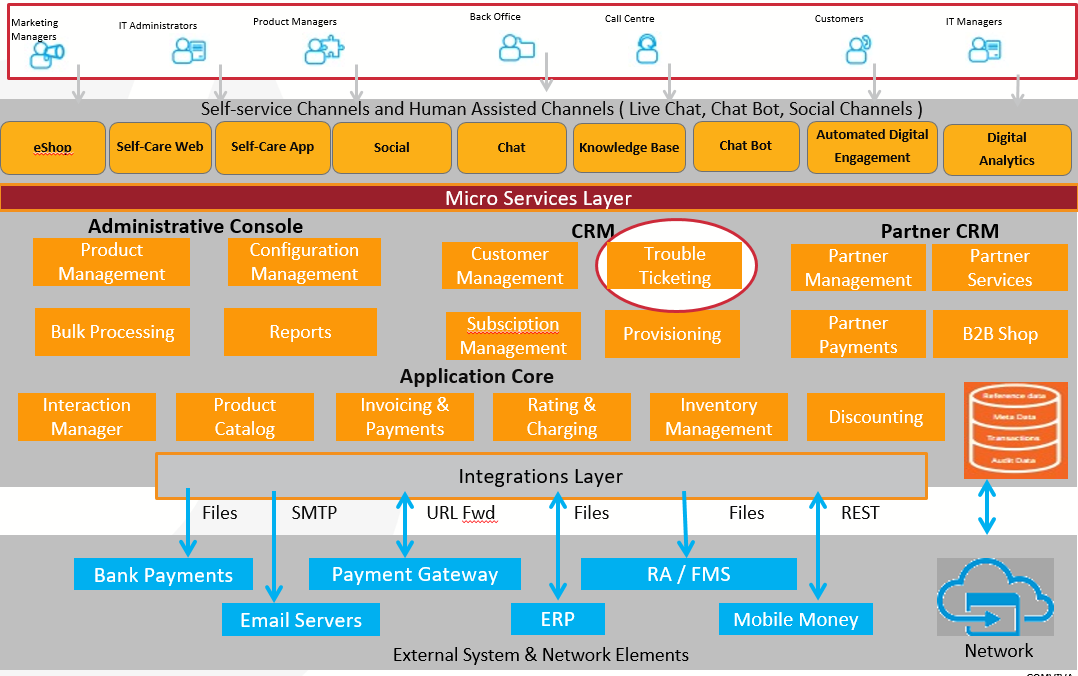 Marketing
Managers
IT Administrators
Product Managers
Back Office
Call Centre
Customers
IT Managers
Self-service Channels and Human Assisted Channels ( Live Chat, Chat Bot, Social Channels )
eShop
Self-Care Web
Self-Care App
Social
Chat
Knowledge Base
Chat Bot
Automated Digital
Engagement
Digital
Analytics
Micro Services Layer
Administrative Console
CRM
Partner CRM
Product
Management
Configuration
Management
Customer
Management
Trouble
Ticketing
Partner
Management
Partner
Services
Bulk Processing
Reports
Subsciption
Management
Provisioning
Partner
Payments
B2B Shop
Application Core
Interaction
Manager
Product
Catalog
Invoicing &
Payments
Rating &
Charging
Inventory
Management
Discounting
Reference data
Meta Data
Transactions
Audit Data
Integrations Layer
Files
SMTP
URL Fwd
Files
Files
REST
Bank Payments
Payment Gateway
RA / FMS
Email Servers
ERP
Mobile Money
Network
External System & Network Elements